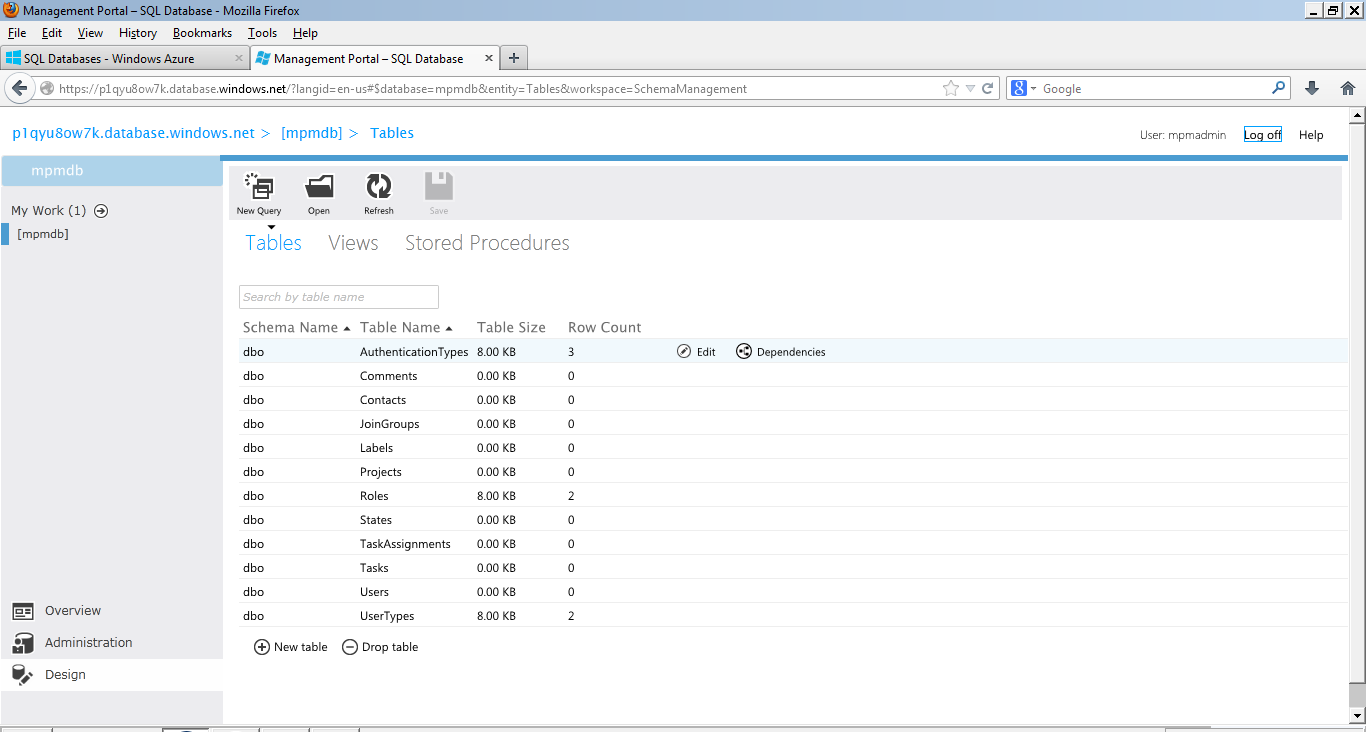 Management Portal – SQL Database - Mozilla Firefox
File Edit View History Bookmarks Tools Help
SQL Databases - Windows Azure × Management Portal – SQL Database ×
https://p1qyu8ow7k.database.windows.net/?langid=en-us#$database=mpmdb&entity=Tables&workspace=SchemaManagement
Google
p1qyu8ow7k.database.windows.net > [mpmdb] > Tables
User: mpmadmin Log off Help
mpmdb
My Work (1)
[mpmdb]
New Query Open Refresh Save
Tables Views Stored Procedures
Search by table name
Schema Name Table Name Table Size Row Count
dbo AuthenticationTypes 8.00 KB 3 Edit Dependencies
dbo Comments 0.00 KB 0
dbo Contacts 0.00 KB 0
dbo JoinGroups 0.00 KB 0
dbo Labels 0.00 KB 0
dbo Projects 0.00 KB 0
dbo Roles 8.00 KB 2
dbo States 0.00 KB 0
dbo TaskAssignments 0.00 KB 0
dbo Tasks 0.00 KB 0
dbo Users 0.00 KB 0
dbo UserTypes 8.00 KB 2
New table Drop table
Overview
Administration
Design